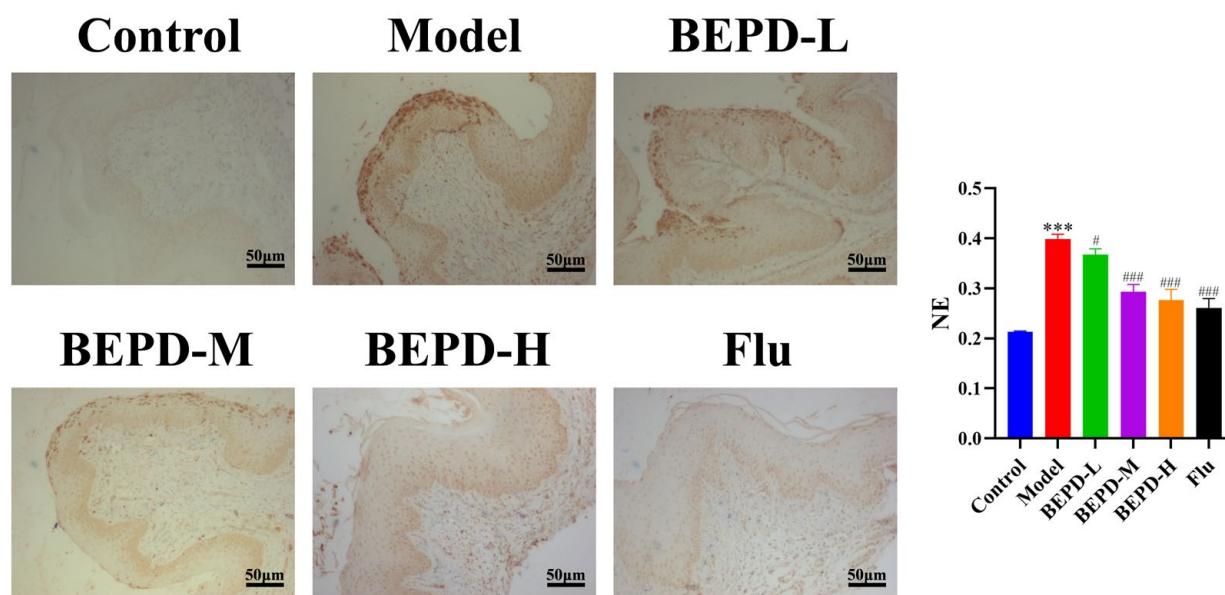 Control Model BEPD-L
50μm 50μm 50μm
BEPD-M BEPD-H Flu
50μm 50μm 50μm
NE
0.5
0.4
0.3
0.2
0.1
0.0
***
#
###
###
###
Control
Model
BEPD-L
BEPD-M
BEPD-H
Flu